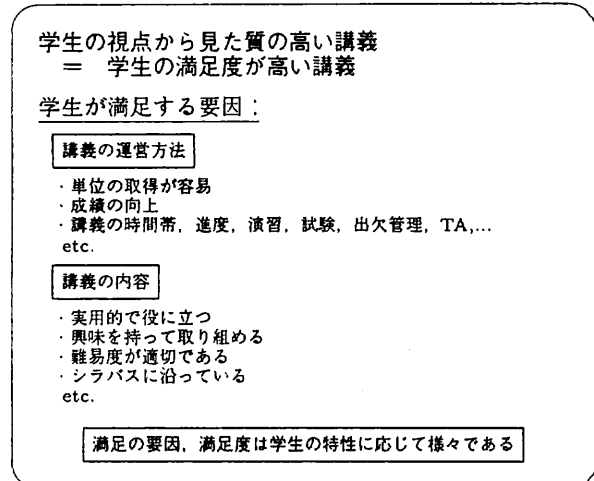 学生の視点から見た質の高い講義
＝ 学生の満足度が高い講義
学生が満足する要因：
講義の運営方法
・単位の取得が容易
・成績の向上
・講義の時間帯，進度，演習，試験，出欠管理，TA,...
etc.
講義の内容
・実用的で役に立つ
・興味を持って取り組める
・難易度が適切である
・シラバスに沿っている
etc.
満足の要因，満足度は学生の特性に応じて様々である